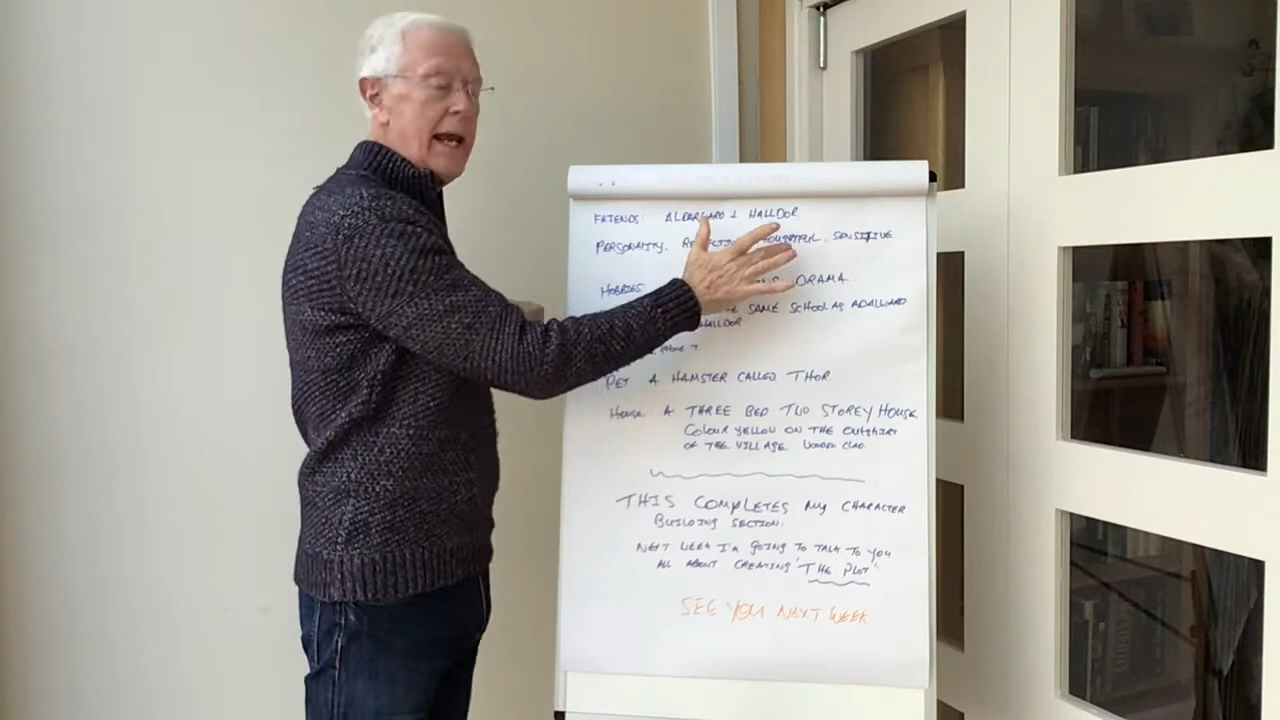 FRIENDS: ALDARWARD & HALLDOR
PERSONALITY. SENSITIVE.
HOBBIES DRAMA
SAME SCHOOL AS ADALWARD
HALLDOR
PET A HAMSTER CALLED THOR
HOUSE A THREE BED TWO STOREY HOUSE
COLOUR YELLOW ON THE OUTSKIRT
OF THE VILLAGE. WOODEN CLAD.
THIS COMPLETES MY CHARACTER
BUILDING SECTION.
NEXT WEEK I'M GOING TO TALK TO YOU
ALL ABOUT CREATING 'THE PLOT'.
SEE YOU NEXT WEEK